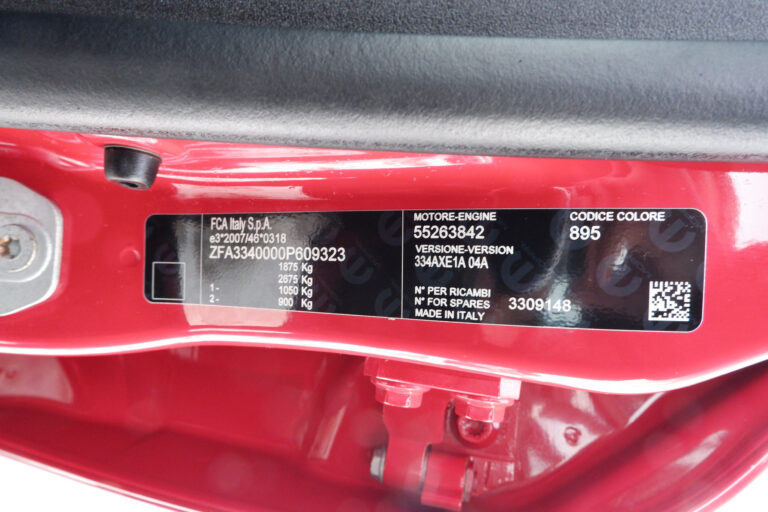 FCA Italy S.p.A.
e3*2007/46*0318
ZFA3340000P609323
1875 Kg
2675 Kg
1- 1050 Kg
2- 900 Kg
MOTORE-ENGINE
55263842
VERSIONE-VERSION
334AXE1A 04A
N° PER RICAMBI
N° FOR SPARES 3309148
MADE IN ITALY
CODICE COLORE
895